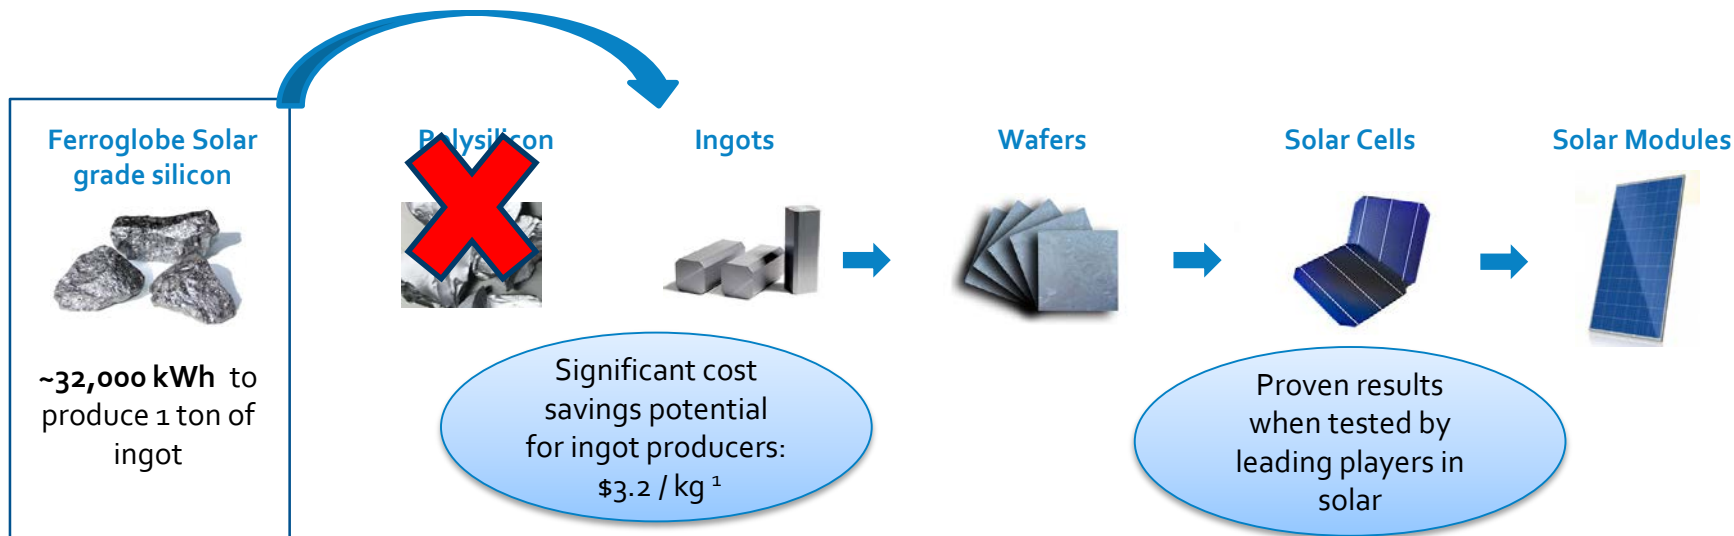 Ferroglobe Solar
grade silicon
Polysilicon
Ingots
Wafers
Solar Cells
Solar Modules
~32,000 kWh to
produce 1 ton of
ingot
Significant cost
savings potential
for ingot producers:
$3.2 / kg ¹
Proven results
when tested by
leading players in
solar